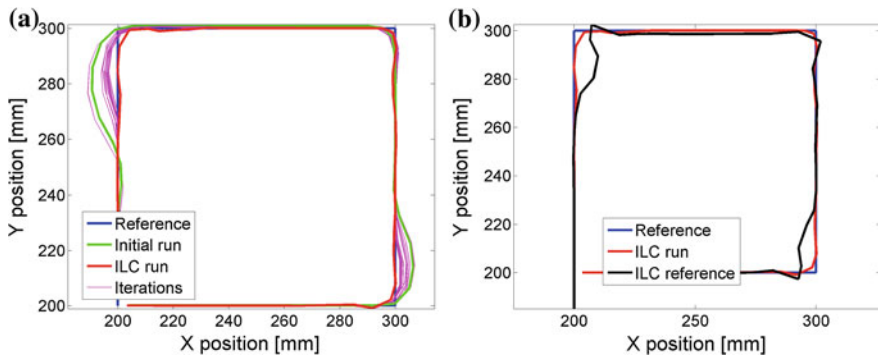 (a)
Y position [mm]
300
280
260
240
220
200
Reference
Initial run
ILC run
Iterations
200 220 240 260 280 300
X position [mm]
(b)
Y position [mm]
300
280
260
240
220
200
Reference
ILC run
ILC reference
200 250 300
X position [mm]